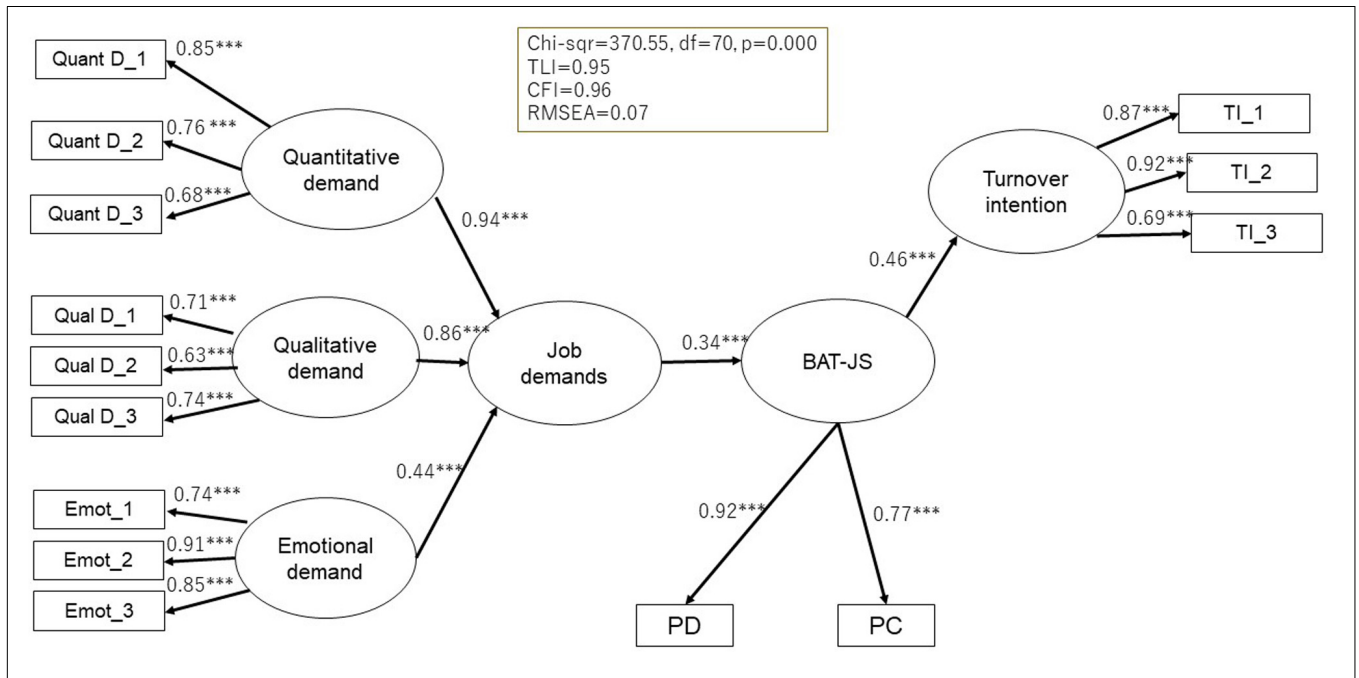 Chi-sqr=370.55, df=70, p=0.000
TLI=0.95
CFI=0.96
RMSEA=0.07
Quant D_1
0.85***
Quant D_2
0.76 ***
Quant D_3
0.68***
Quantitative
demand
0.94***
Qual D_1
0.71***
Qual D_2
0.63***
Qual D_3
0.74***
Qualitative
demand
0.86***
Emot_1
0.74***
Emot_2
0.91***
Emot_3
0.85***
Emotional
demand
0.44***
Job
demands
0.34***
BAT-JS
0.92***
PD
0.77***
PC
0.46***
Turnover
intention
0.87***
TI_1
0.92***
TI_2
0.69***
TI_3